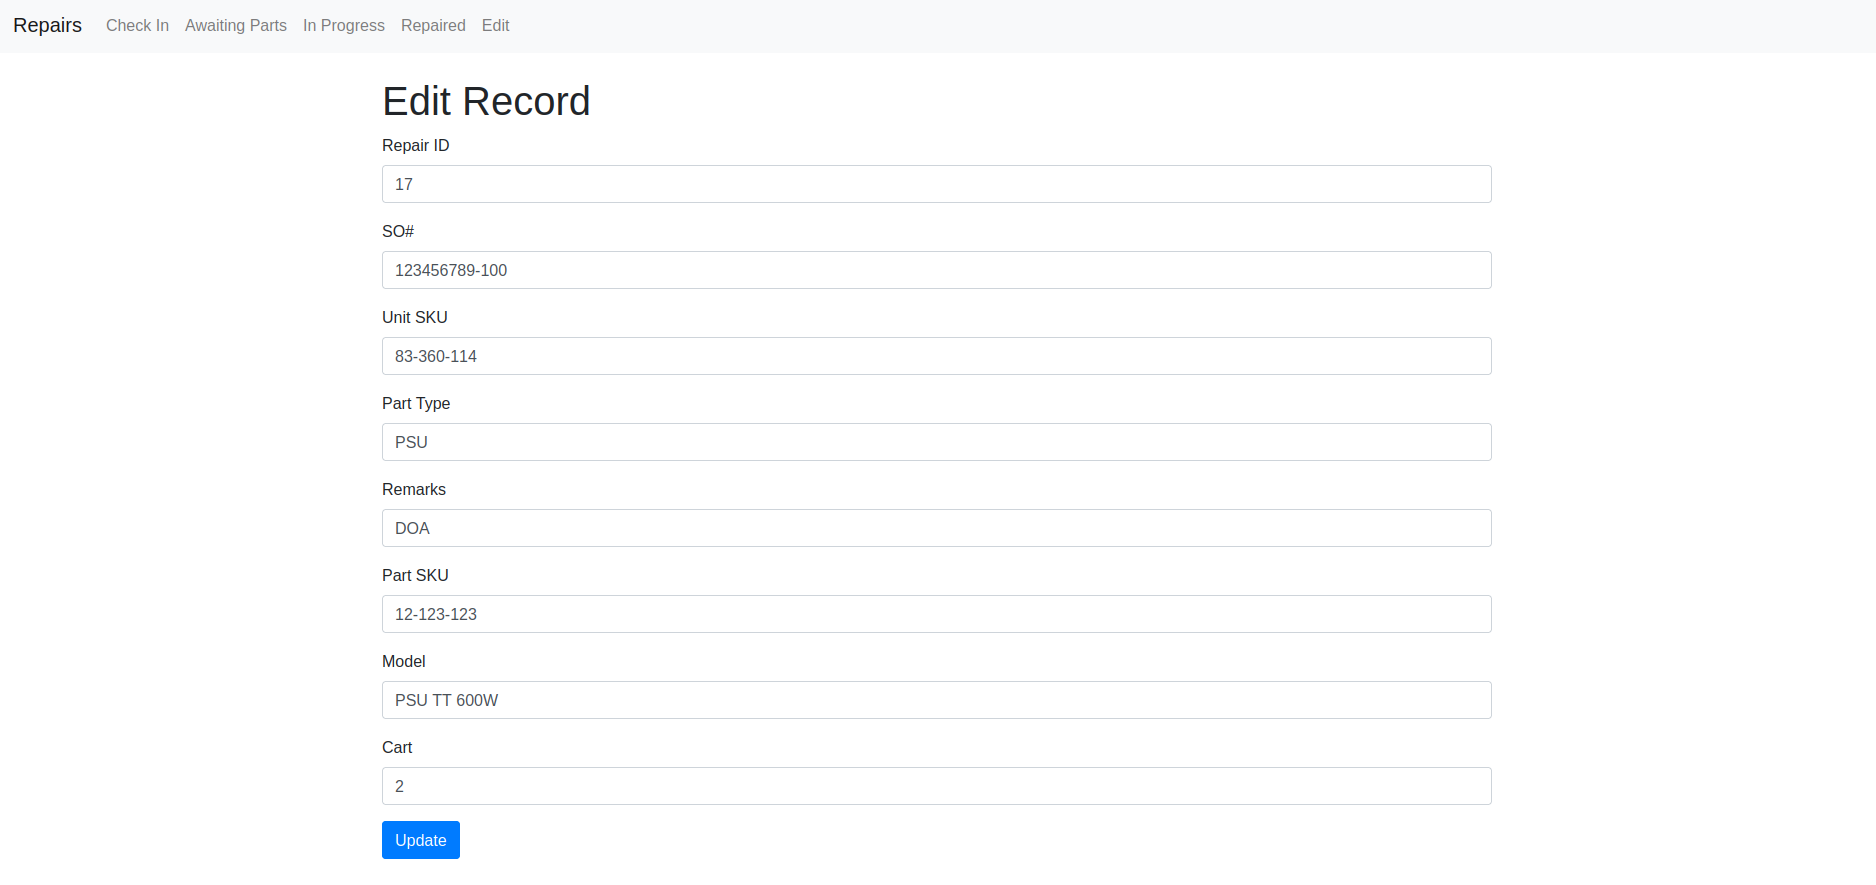 Repairs Check In Awaiting Parts In Progress Repaired Edit
Edit Record
Repair ID
17
SO#
123456789-100
Unit SKU
83-360-114
Part Type
PSU
Remarks
DOA
Part SKU
12-123-123
Model
PSU TT 600W
Cart
2
Update